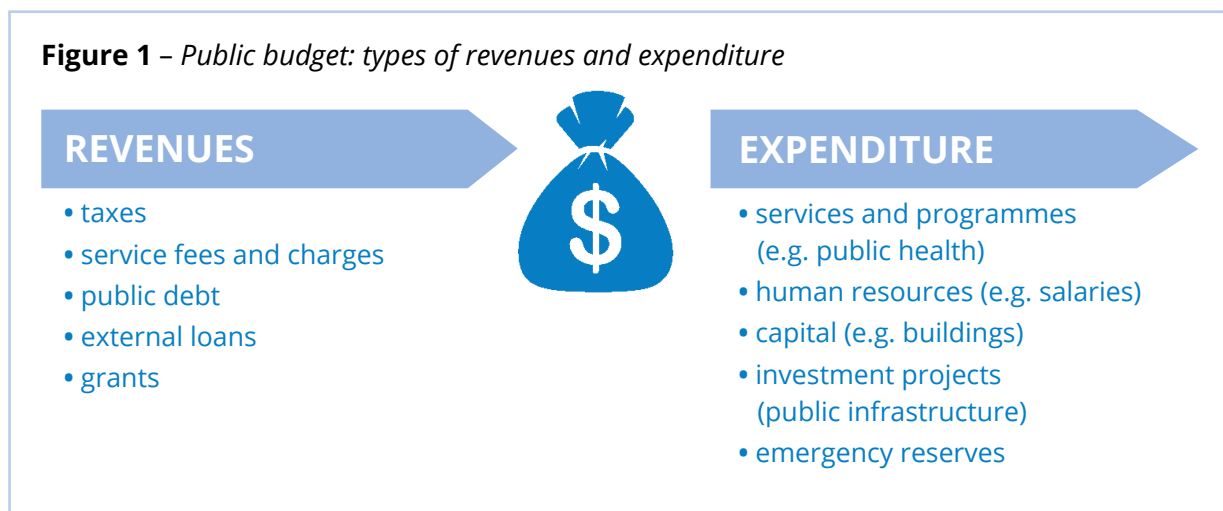 Figure 1 – Public budget: types of revenues and expenditure
REVENUES
• taxes
• service fees and charges
• public debt
• external loans
• grants
$
EXPENDITURE
• services and programmes
(e.g. public health)
• human resources (e.g. salaries)
• capital (e.g. buildings)
• investment projects
(public infrastructure)
• emergency reserves